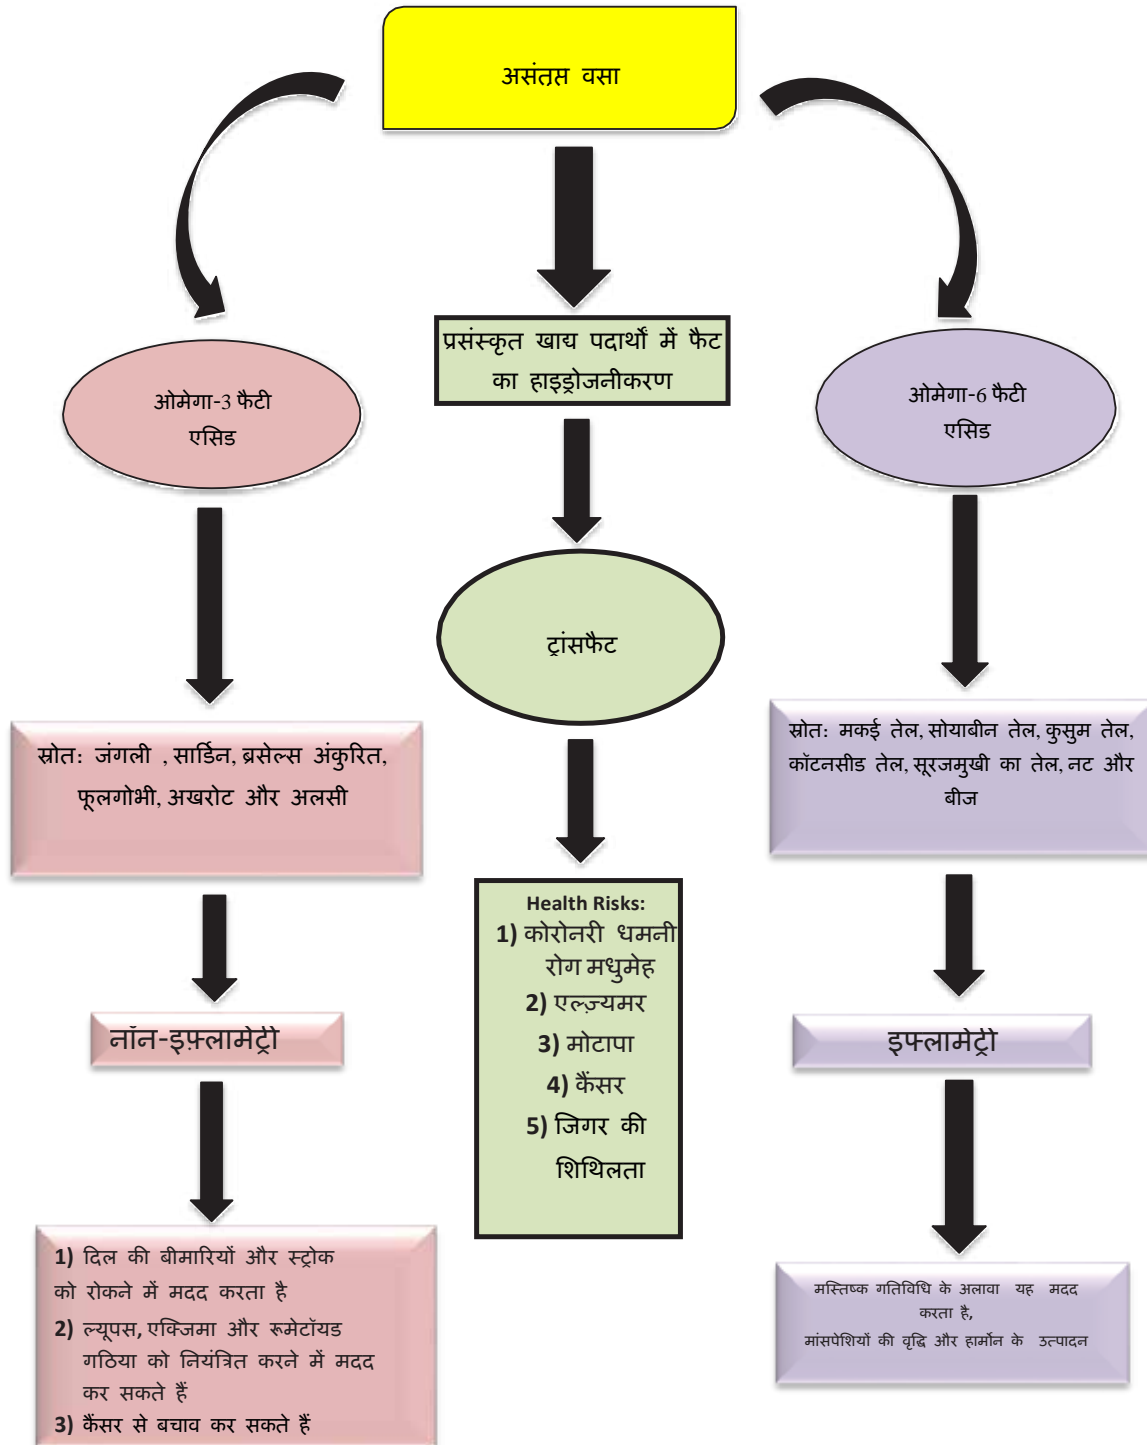 असंतृप्त वसा
प्रसंस्कृत खाद्य पदार्थों में फैट
का हाइड्रोजनीकरण
ओमेगा-3 फैटी
एसिड
ओमेगा-6 फैटी
एसिड
ट्रांसफैट
स्रोत: जंगली , सार्डिन, ब्रसेल्स अंकुरित,
फूलगोभी, अखरोट और अलसी
स्रोत: मकई तेल, सोयाबीन तेल, कुसुम तेल,
कॉटनसीड तेल, सूरजमुखी का तेल, नट और
बीज
Health Risks:
1) कोरोनरी धमनी
रोग मधुमेह
2) एल्ज़्यमर
3) मोटापा
4) कैंसर
5) जिगर की
शिथिलता
नॉन-इफ़्लामेट्री
इफ्लामेट्री
1) दिल की बीमारियों और स्ट्रोक
को रोकने में मदद करता है
2) ल्यूपस, एक्जिमा और रूमेटॉयड
गठिया को नियंत्रित करने में मदद
कर सकते हैं
3) कैंसर से बचाव कर सकते हैं
मस्तिष्क गतिविधि के अलावा यह मदद
करता है,
मांसपेशियों की वृद्धि और हार्मोन के उत्पादन